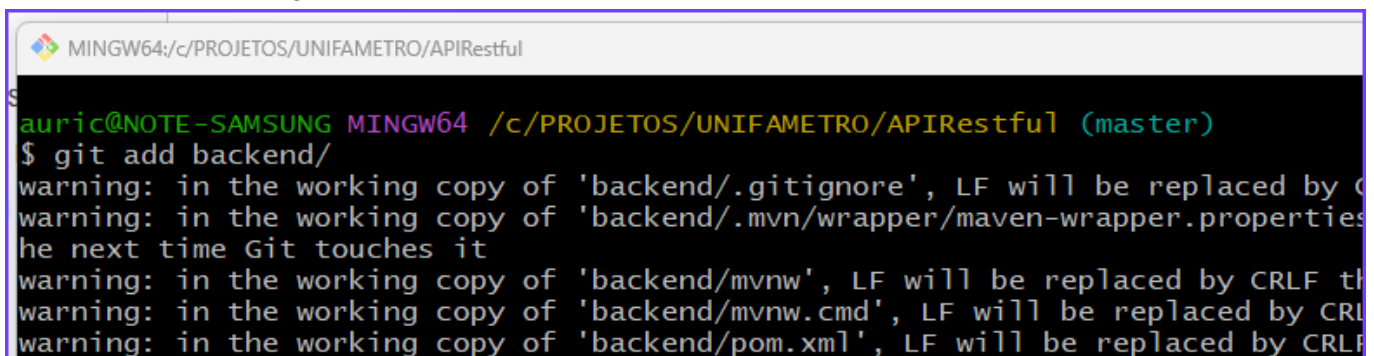 MINGW64:/c/PROJETOS/UNIFAMETRO/APIRestful
auric@NOTE-SAMSUNG MINGW64 /c/PROJETOS/UNIFAMETRO/APIRestful (master)
$ git add backend/
warning: in the working copy of 'backend/.gitignore', LF will be replaced by
warning: in the working copy of 'backend/.mvn/wrapper/maven-wrapper.properties
he next time Git touches it
warning: in the working copy of 'backend/mvnw', LF will be replaced by CRLF th
warning: in the working copy of 'backend/mvnw.cmd', LF will be replaced by CRL
warning: in the working copy of 'backend/pom.xml', LF will be replaced by CRLF